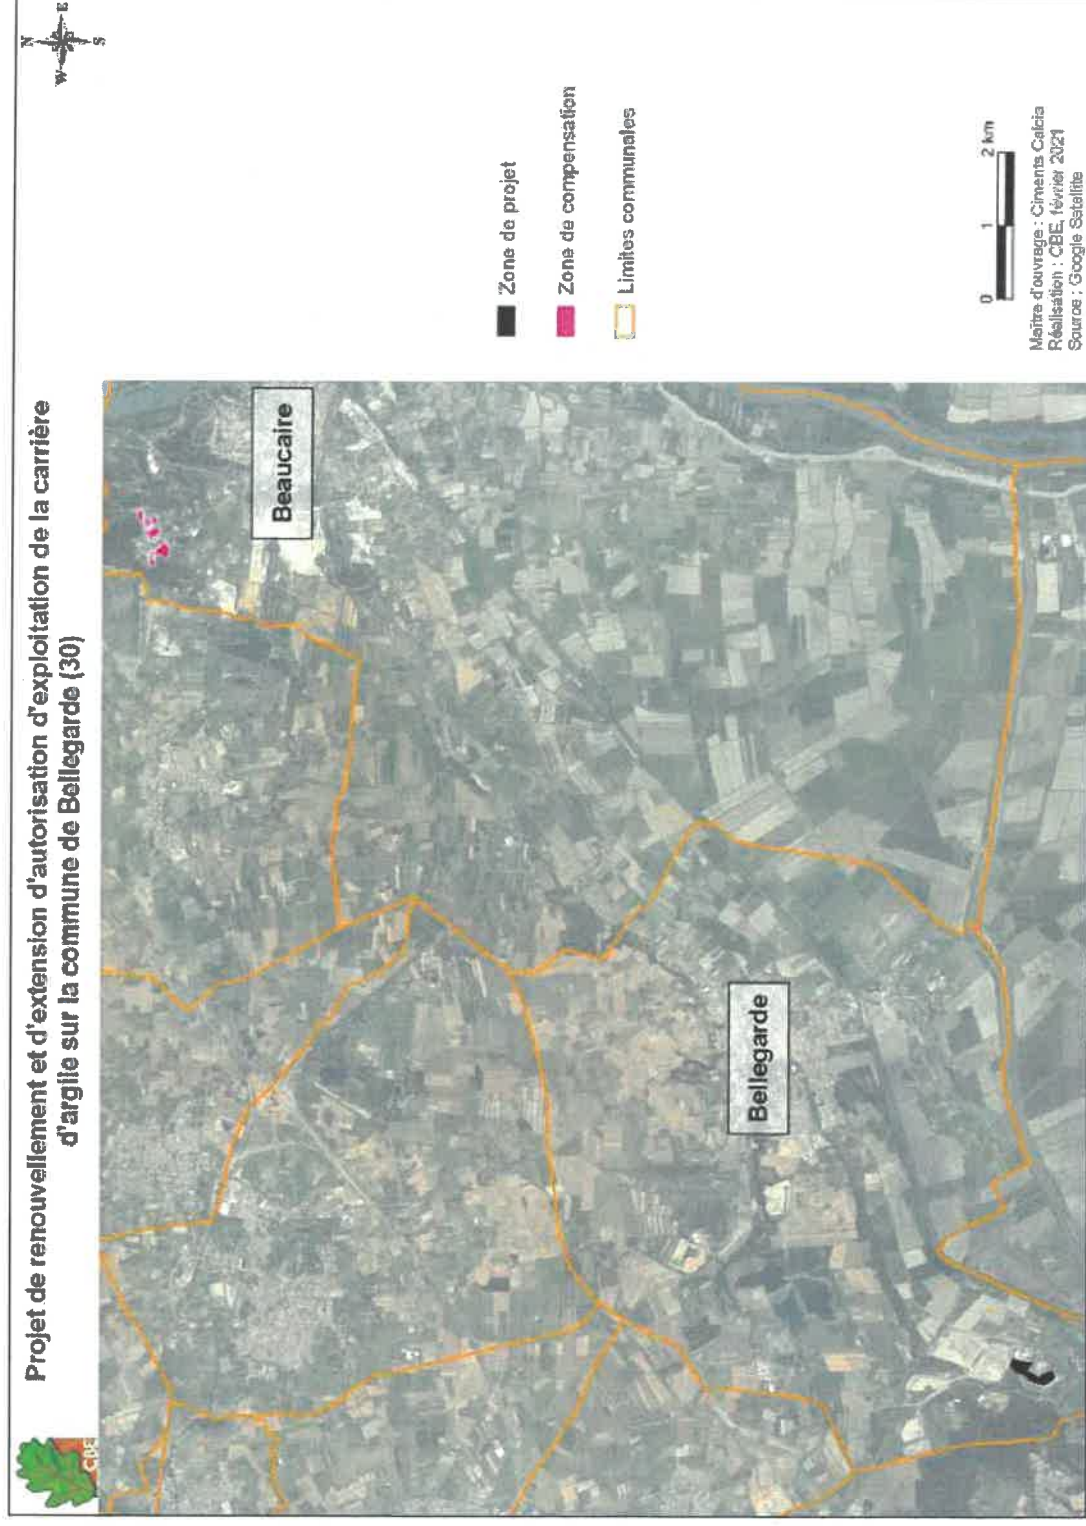 Projet de renouvellement et d'extension d'autorisation d'exploitation de la carrière
d'argile sur la commune de Bellegarde (30)
CBE
N
W
E
S
Beaucaire
Bellegarde
Zone de projet
Zone de compensation
Limites communales
0 1 2 km
Maître d'ouvrage : Ciments Calcia
Réalisation : CBE, février 2021
Source : Google Satellite